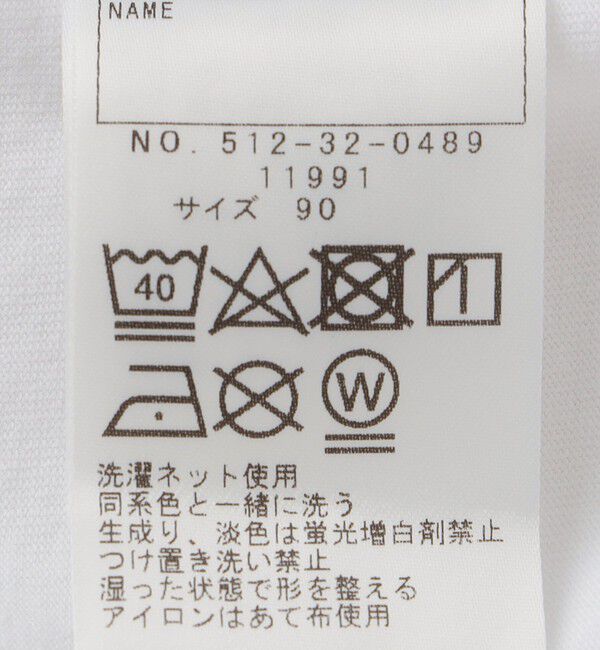 NAME
NO. 512-32-0489
11991
サイズ 90
40
W
洗濯ネット使用
同系色と一緒に洗う
生成り、淡色は蛍光増白剤禁止
つけ置き洗い禁止
湿った状態で形を整える
アイロンはあて布使用